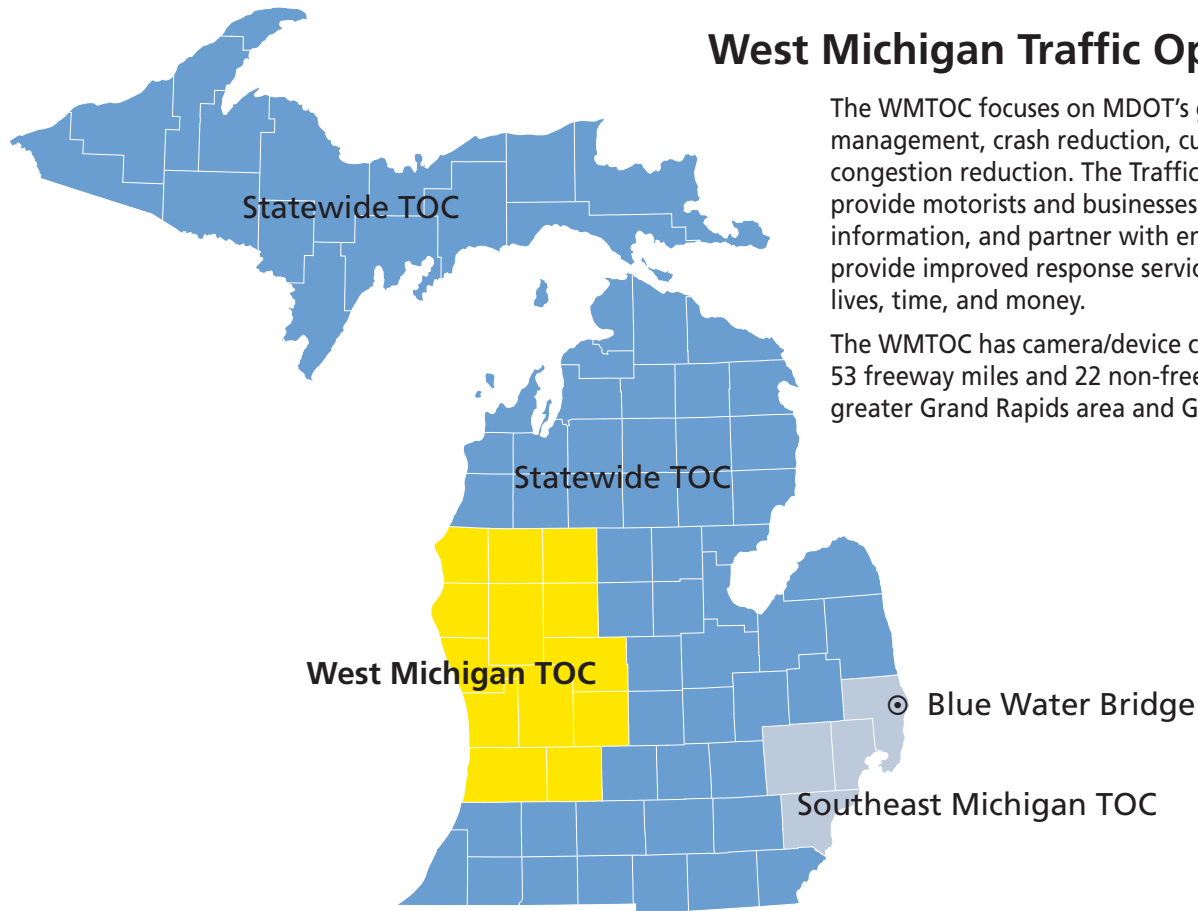 West Michigan Traffic Op
The WMTOC focuses on MDOT’s g
management, crash reduction, cu
congestion reduction. The Traffic
provide motorists and businesses
information, and partner with en
provide improved response servic
lives, time, and money.
The WMTOC has camera/device c
53 freeway miles and 22 non-free
greater Grand Rapids area and G
Statewide TOC
Statewide TOC
West Michigan TOC
Blue Water Bridge
Southeast Michigan TOC